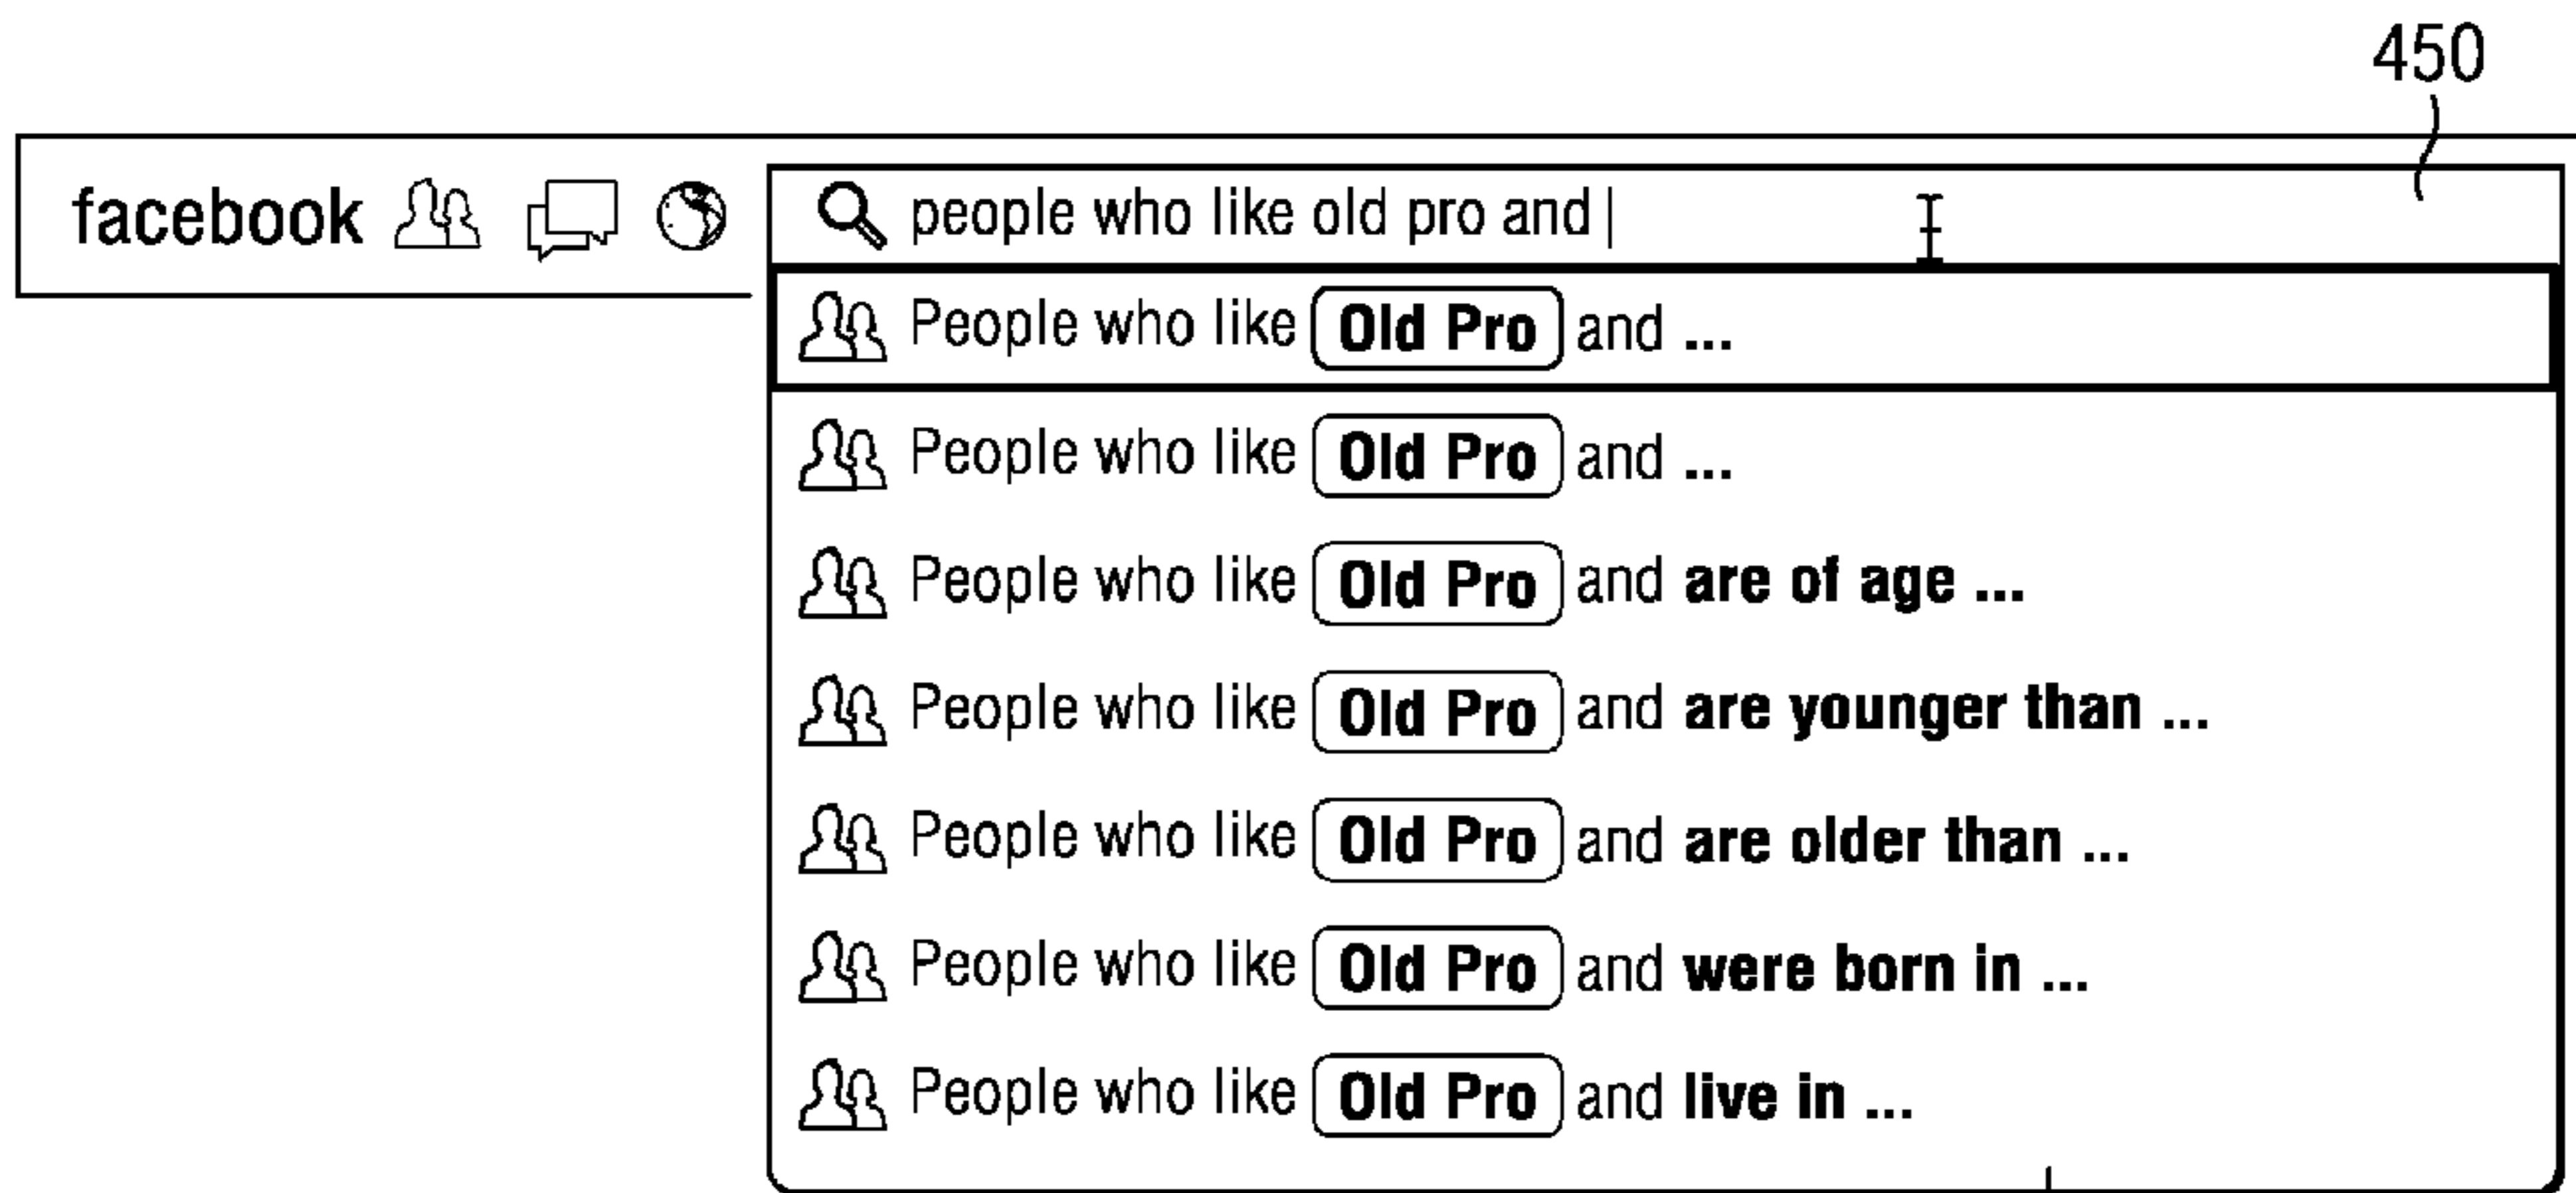 450
facebook people who like old pro and
People who like Old Pro and ...
People who like Old Pro and ...
People who like Old Pro and are of age ...
People who like Old Pro and are younger than ...
People who like Old Pro and are older than ...
People who like Old Pro and were born in ...
People who like Old Pro and live in ...